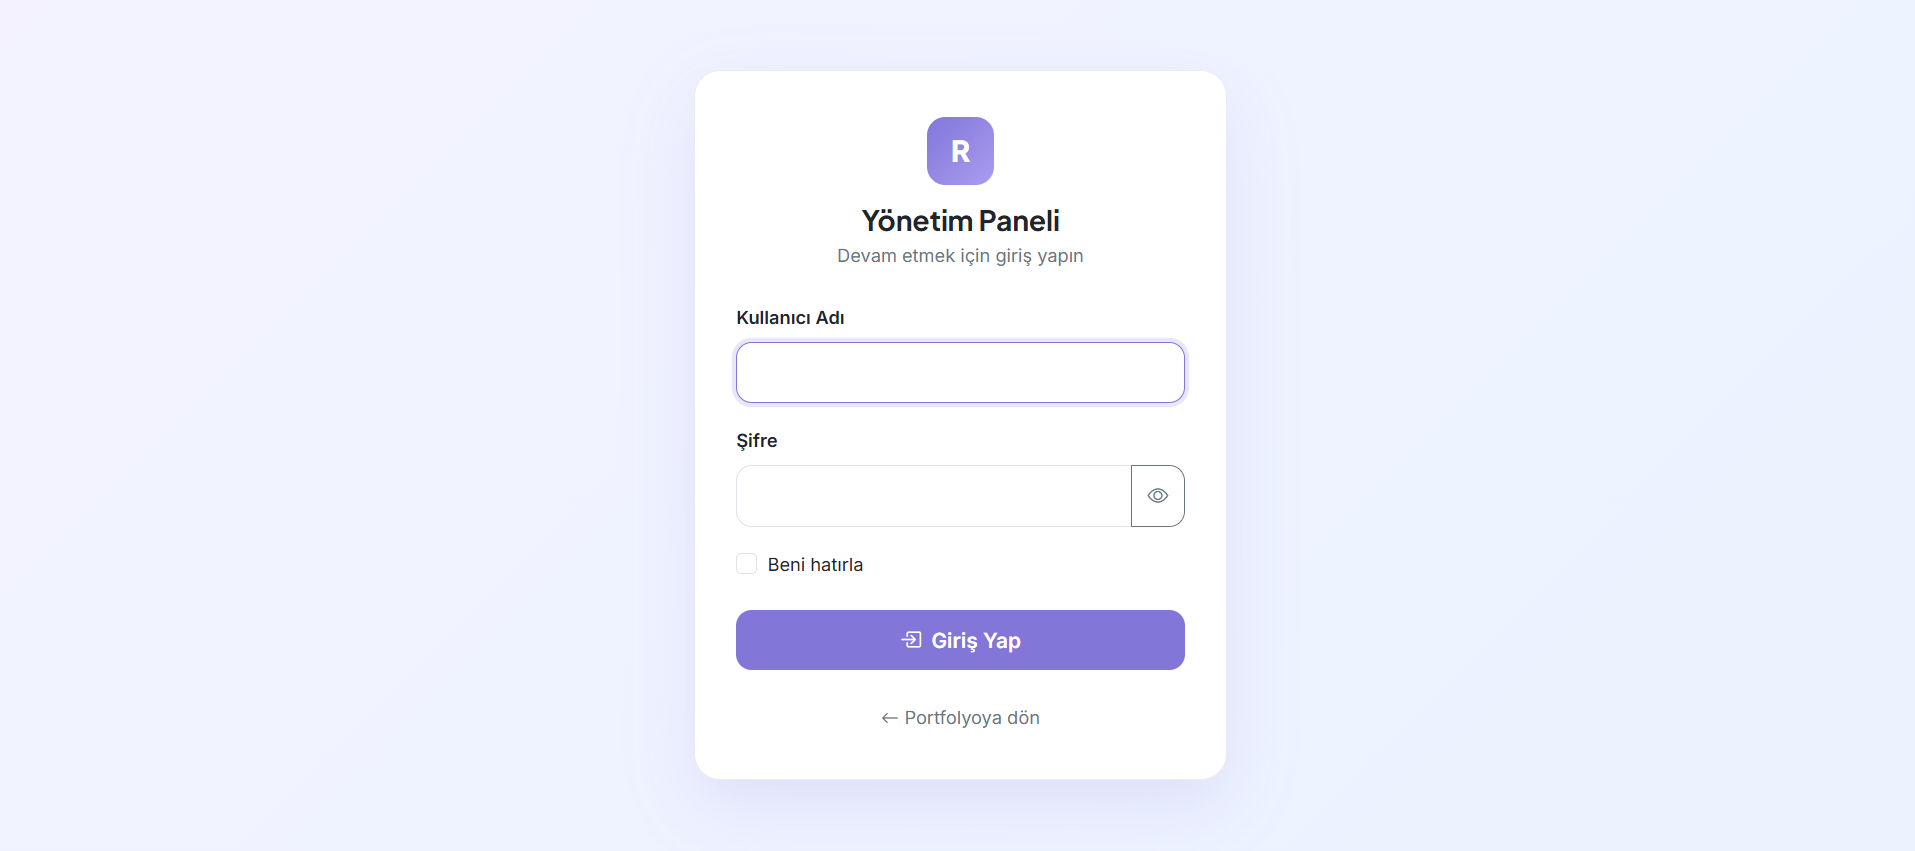 R
Yönetim Paneli
Devam etmek için giriş yapın
Kullanıcı Adı
Şifre
Beni hatırla
Giriş Yap
← Portfolyoya dön